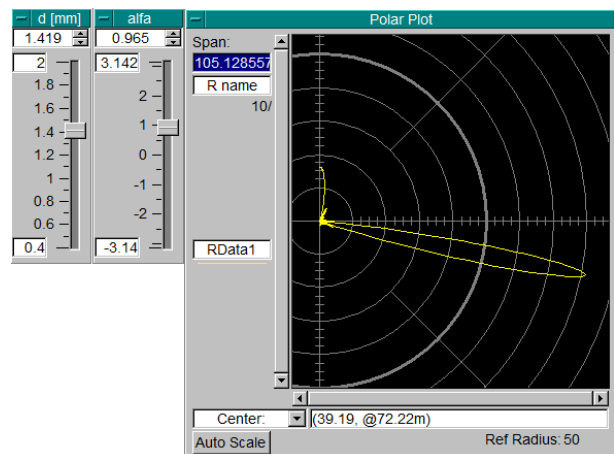 d [mm]
1.419
2
1.8
1.6
1.4
1.2
1
0.8
0.6
0.4
alfa
0.965
3.142
2
1
0
-1
-2
-3.14
Polar Plot
Span:
105.128557
R name
10/
RData1
Center:
(39.19, @72.22m)
Auto Scale
Ref Radius: 50